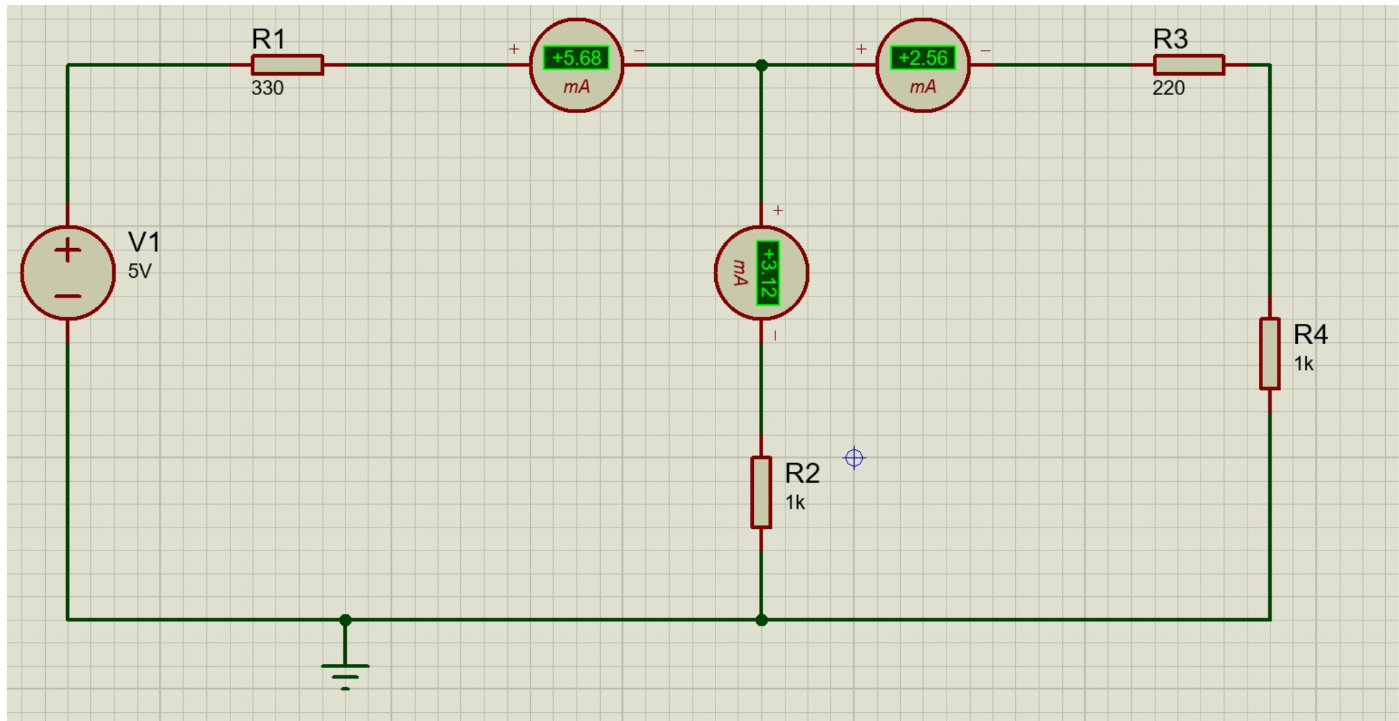 R1
330
+
+5.68
mA
−
+
+2.56
mA
−
R3
220
V1
5V
+
−
+
+3.12
mA
−
R4
1k
R2
1k